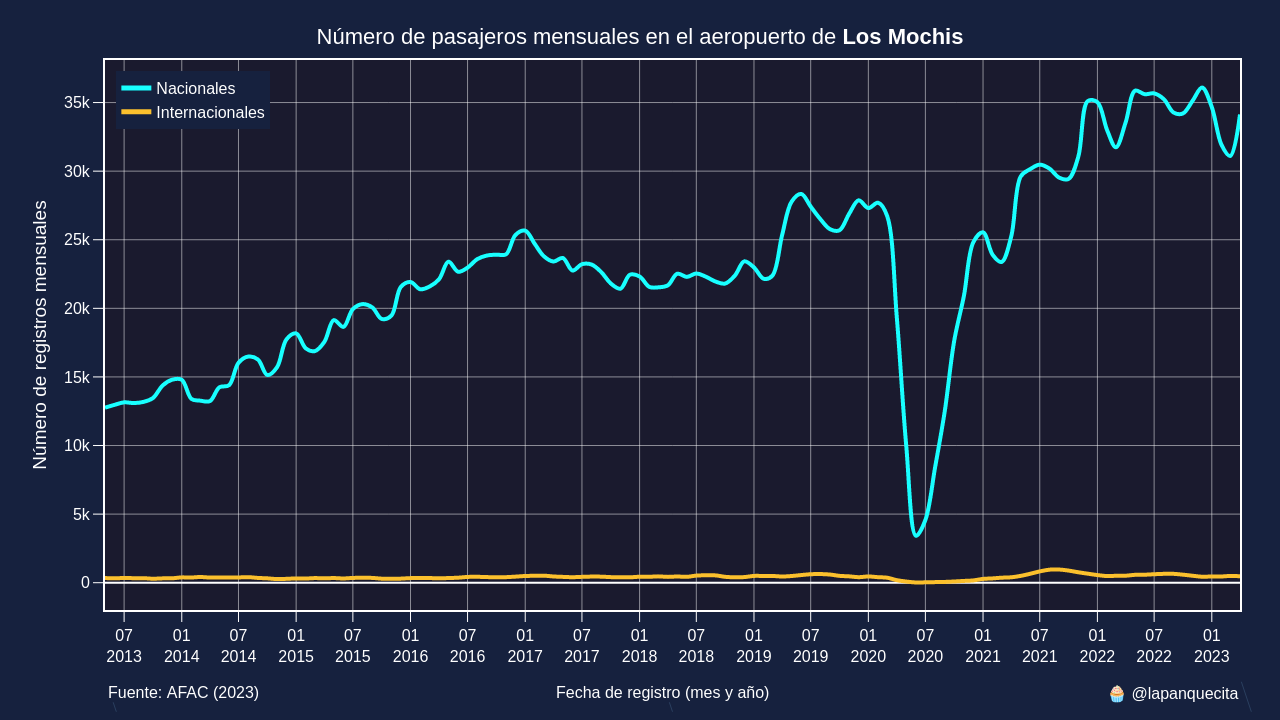 Número de pasajeros mensuales en el aeropuerto de Los Mochis
Nacionales
Internacionales
Número de registros mensuales
35k
30k
25k
20k
15k
10k
5k
0
07 01 07 01 07 01 07 01 07 01 07 01 07 01 07 01 07 01 07 01
2013 2014 2014 2015 2015 2016 2016 2017 2017 2018 2018 2019 2019 2020 2020 2021 2021 2022 2022 2023
Fuente: AFAC (2023) Fecha de registro (mes y año) 🧁 @lapanquecita